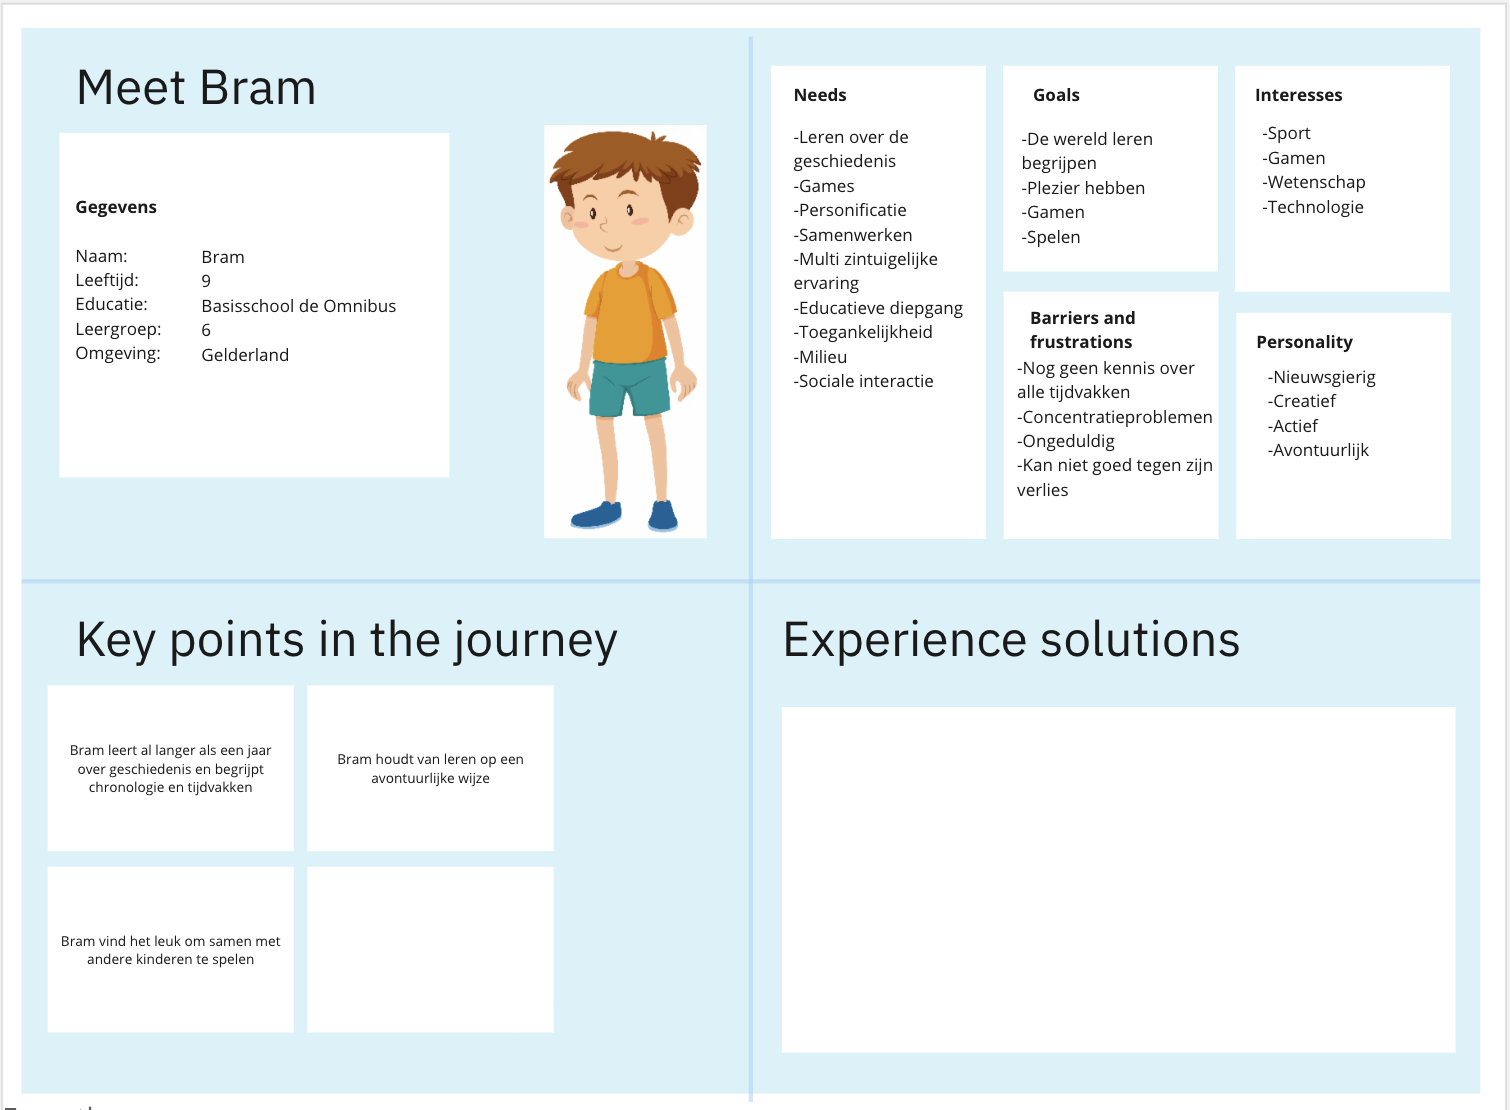 Meet Bram
Gegevens
Naam: Bram
Leeftijd: 9
Educatie: Basisschool de Omnibus
Leergroep: 6
Omgeving: Gelderland
Needs
-Leren over de
geschiedenis
-Games
-Personificatie
-Samenwerken
-Multi zintuigelijke
ervaring
-Educatieve diepgang
-Toegankelijkheid
-Milieu
-Sociale interactie
Goals
-De wereld leren
begrijpen
-Plezier hebben
-Gamen
-Spelen
Barriers and
frustrations
-Nog geen kennis over
alle tijdvakken
-Concentratieproblemen
-Ongeduldig
-Kan niet goed tegen zijn
verlies
Interesses
-Sport
-Gamen
-Wetenschap
-Technologie
Personality
-Nieuwsgierig
-Creatief
-Actief
-Avontuurlijk
Key points in the journey
Bram leert al langer als een jaar
over geschiedenis en begrijpt
chronologie en tijdvakken
Bram houdt van leren op een
avontuurlijke wijze
Bram vind het leuk om samen met
andere kinderen te spelen
Experience solutions